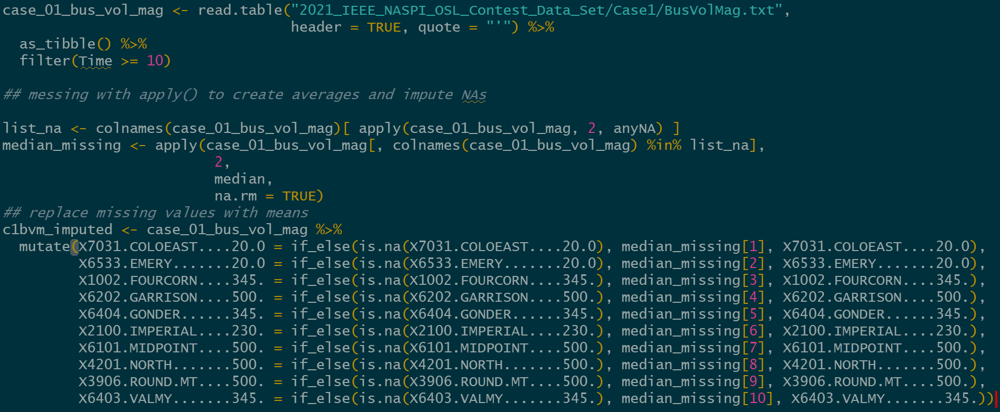 case_01_bus_vol_mag <- read.table("2021_IEEE_NASPI_OSL_Contest_Data_Set/Case1/BusVolMag.txt",
                                   header = TRUE, quote = "'") %>%
  as_tibble() %>%
  filter(Time >= 10)

## messing with apply() to create averages and impute NAs

list_na <- colnames(case_01_bus_vol_mag)[ apply(case_01_bus_vol_mag, 2, anyNA) ]
median_missing <- apply(case_01_bus_vol_mag[, colnames(case_01_bus_vol_mag) %in% list_na],
                         2,
                         median,
                         na.rm = TRUE)
## replace missing values with means
c1bvm_imputed <- case_01_bus_vol_mag %>%
  mutate(X7031.COLOEAST....20.0 = if_else(is.na(X7031.COLOEAST....20.0), median_missing[1], X7031.COLOEAST....20.0),
         X6533.EMERY.......20.0 = if_else(is.na(X6533.EMERY.......20.0), median_missing[2], X6533.EMERY.......20.0),
         X1002.FOURCORN....345. = if_else(is.na(X1002.FOURCORN....345.), median_missing[3], X1002.FOURCORN....345.),
         X6202.GARRISON....500. = if_else(is.na(X6202.GARRISON....500.), median_missing[4], X6202.GARRISON....500.),
         X6404.GONDER......345. = if_else(is.na(X6404.GONDER......345.), median_missing[5], X6404.GONDER......345.),
         X2100.IMPERIAL....230. = if_else(is.na(X2100.IMPERIAL....230.), median_missing[6], X2100.IMPERIAL....230.),
         X6101.MIDPOINT....500. = if_else(is.na(X6101.MIDPOINT....500.), median_missing[7], X6101.MIDPOINT....500.),
         X4201.NORTH.......500. = if_else(is.na(X4201.NORTH.......500.), median_missing[8], X4201.NORTH.......500.),
         X3906.ROUND.MT....500. = if_else(is.na(X3906.ROUND.MT....500.), median_missing[9], X3906.ROUND.MT....500.),
         X6403.VALMY.......345. = if_else(is.na(X6403.VALMY.......345.), median_missing[10], X6403.VALMY.......345.))